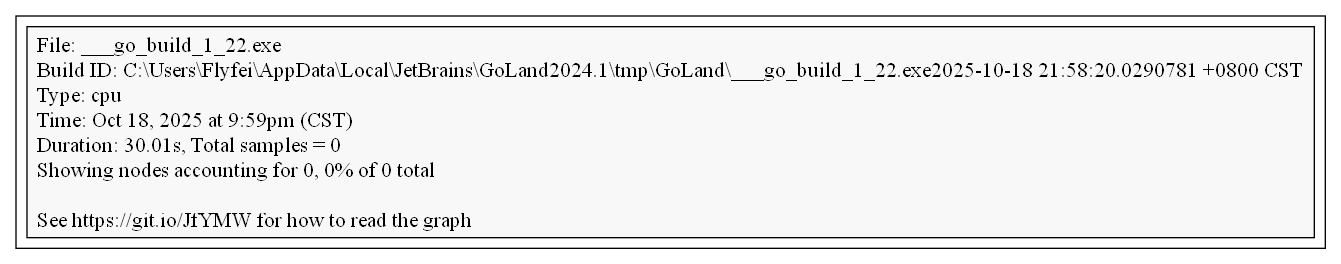 File: ___go_build_1_22.exe
Build ID: C:\Users\Flyfei\AppData\Local\JetBrains\GoLand2024.1\tmp\GoLand\___go_build_1_22.exe2025-10-18 21:58:20.0290781 +0800 CST
Type: cpu
Time: Oct 18, 2025 at 9:59pm (CST)
Duration: 30.01s, Total samples = 0
Showing nodes accounting for 0, 0% of 0 total
See https://git.io/JfYMW for how to read the graph